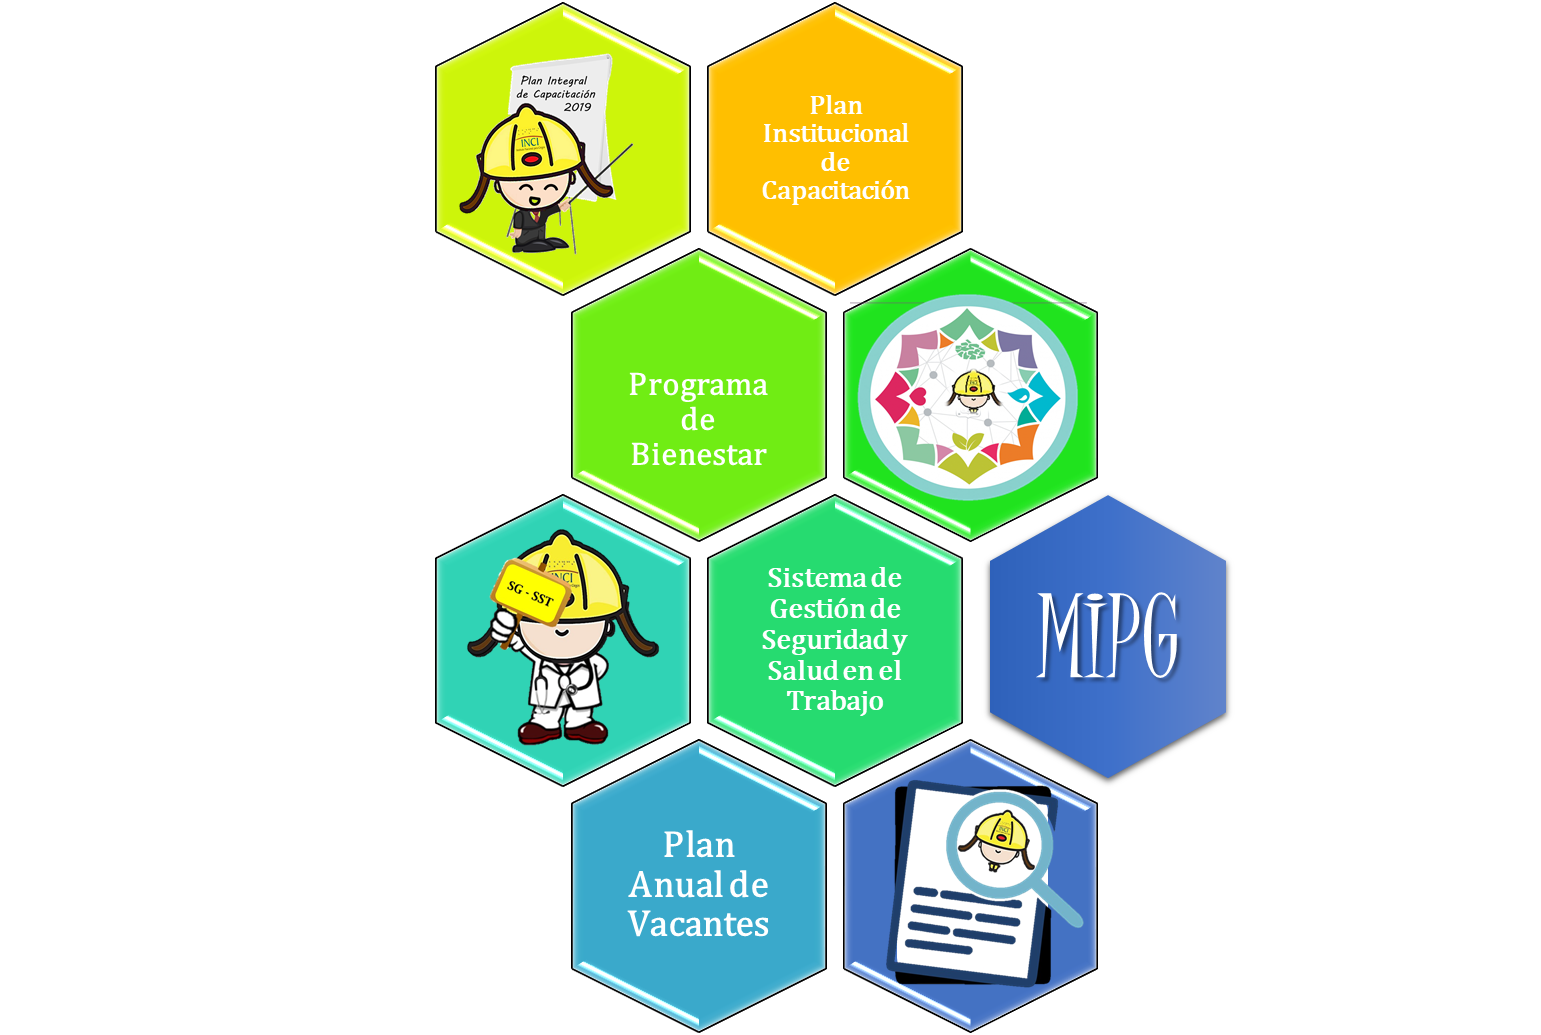 Plan Integral
de Capacitación
2019
INCI
Plan
Institucional
de
Capacitación
Programa
de
Bienestar
INCI
SG - SST
Sistema de
Gestión de
Seguridad y
Salud en el
Trabajo
MiPG
Plan
Anual de
Vacantes